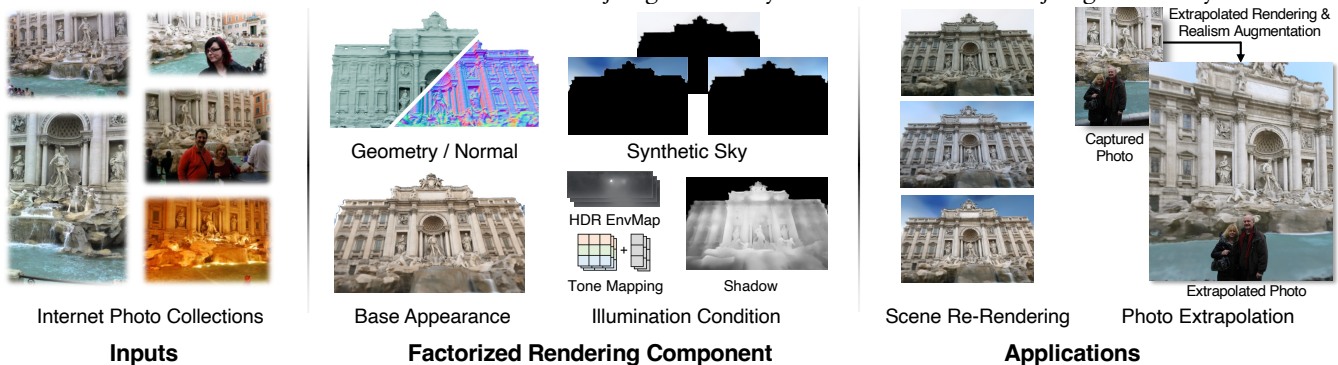 Extrapolated Rendering &
Realism Augmentation
Captured
Photo
Extrapolated Photo
Geometry / Normal
Synthetic Sky
HDR EnvMap
Tone Mapping
+
Shadow
Internet Photo Collections
Base Appearance
Illumination Condition
Scene Re-Rendering
Photo Extrapolation
Inputs
Factorized Rendering Component
Applications